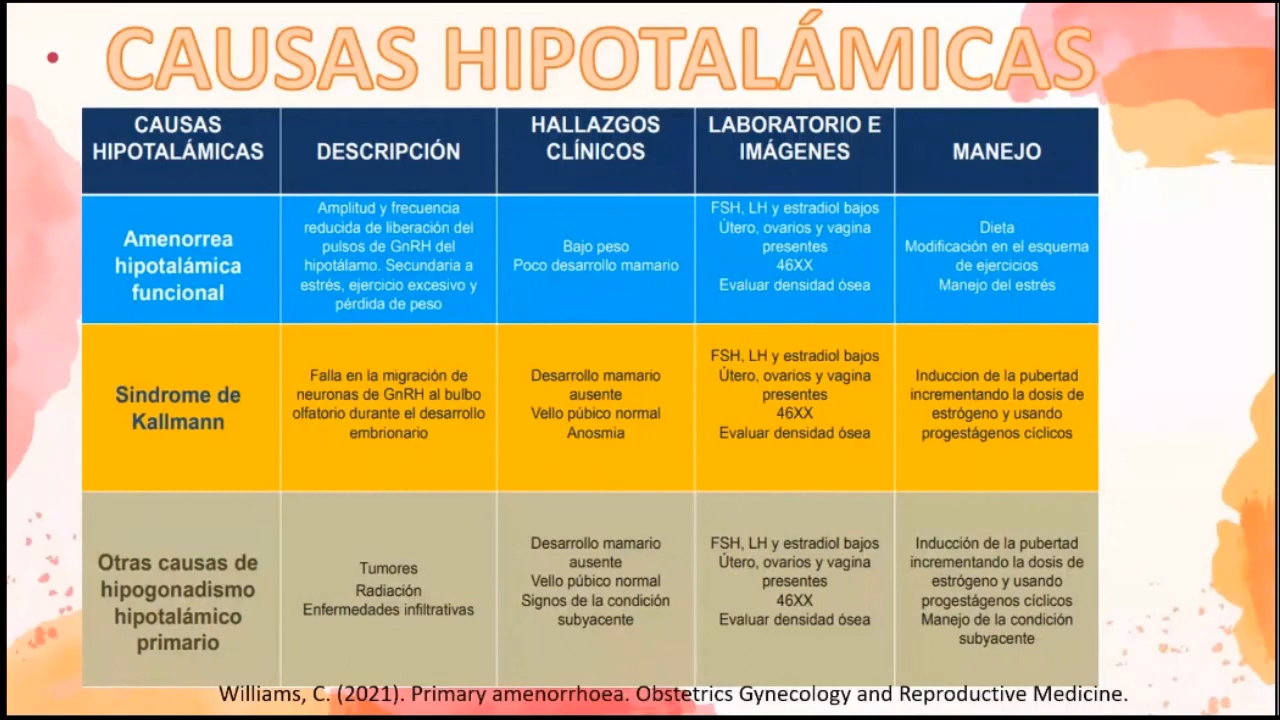 CAUSAS HIPOTALÁMICAS
CAUSAS
HIPOTALÁMICAS
DESCRIPCIÓN
HALLAZGOS
CLÍNICOS
LABORATORIO E
IMÁGENES
MANEJO
Amenorrea
hipotalámica
funcional
Amplitud y frecuencia
reducida de liberación del
pulsos de GnRH del
hipotálamo. Secundaria a
estrés, ejercicio excesivo y
pérdida de peso
Bajo peso
Poco desarrollo mamario
FSH, LH y estradiol bajos
Útero, ovarios y vagina
presentes
46XX
Evaluar densidad ósea
Dieta
Modificación en el esquema
de ejercicios
Manejo del estrés
Sindrome de
Kallmann
Falla en la migración de
neuronas de GnRH al bulbo
olfatorio durante el desarrollo
embrionario
Desarrollo mamario
ausente
Vello púbico normal
Anosmia
FSH, LH y estradiol bajos
Útero, ovarios y vagina
presentes
46XX
Evaluar densidad ósea
Induccion de la pubertad
incrementando la dosis de
estrógeno y usando
progestágenos cíclicos
Otras causas de
hipogonadismo
hipotalámico
primario
Tumores
Radiación
Enfermedades infiltrativas
Desarrollo mamario
ausente
Vello púbico normal
Signos de la condición
subyacente
FSH, LH y estradiol bajos
Útero, ovarios y vagina
presentes
46XX
Evaluar densidad ósea
Inducción de la pubertad
incrementando la dosis de
estrógeno y usando
progestágenos cíclicos
Manejo de la condición
subyacente
Williams, C. (2021). Primary amenorrhoea. Obstetrics Gynecology and Reproductive Medicine.